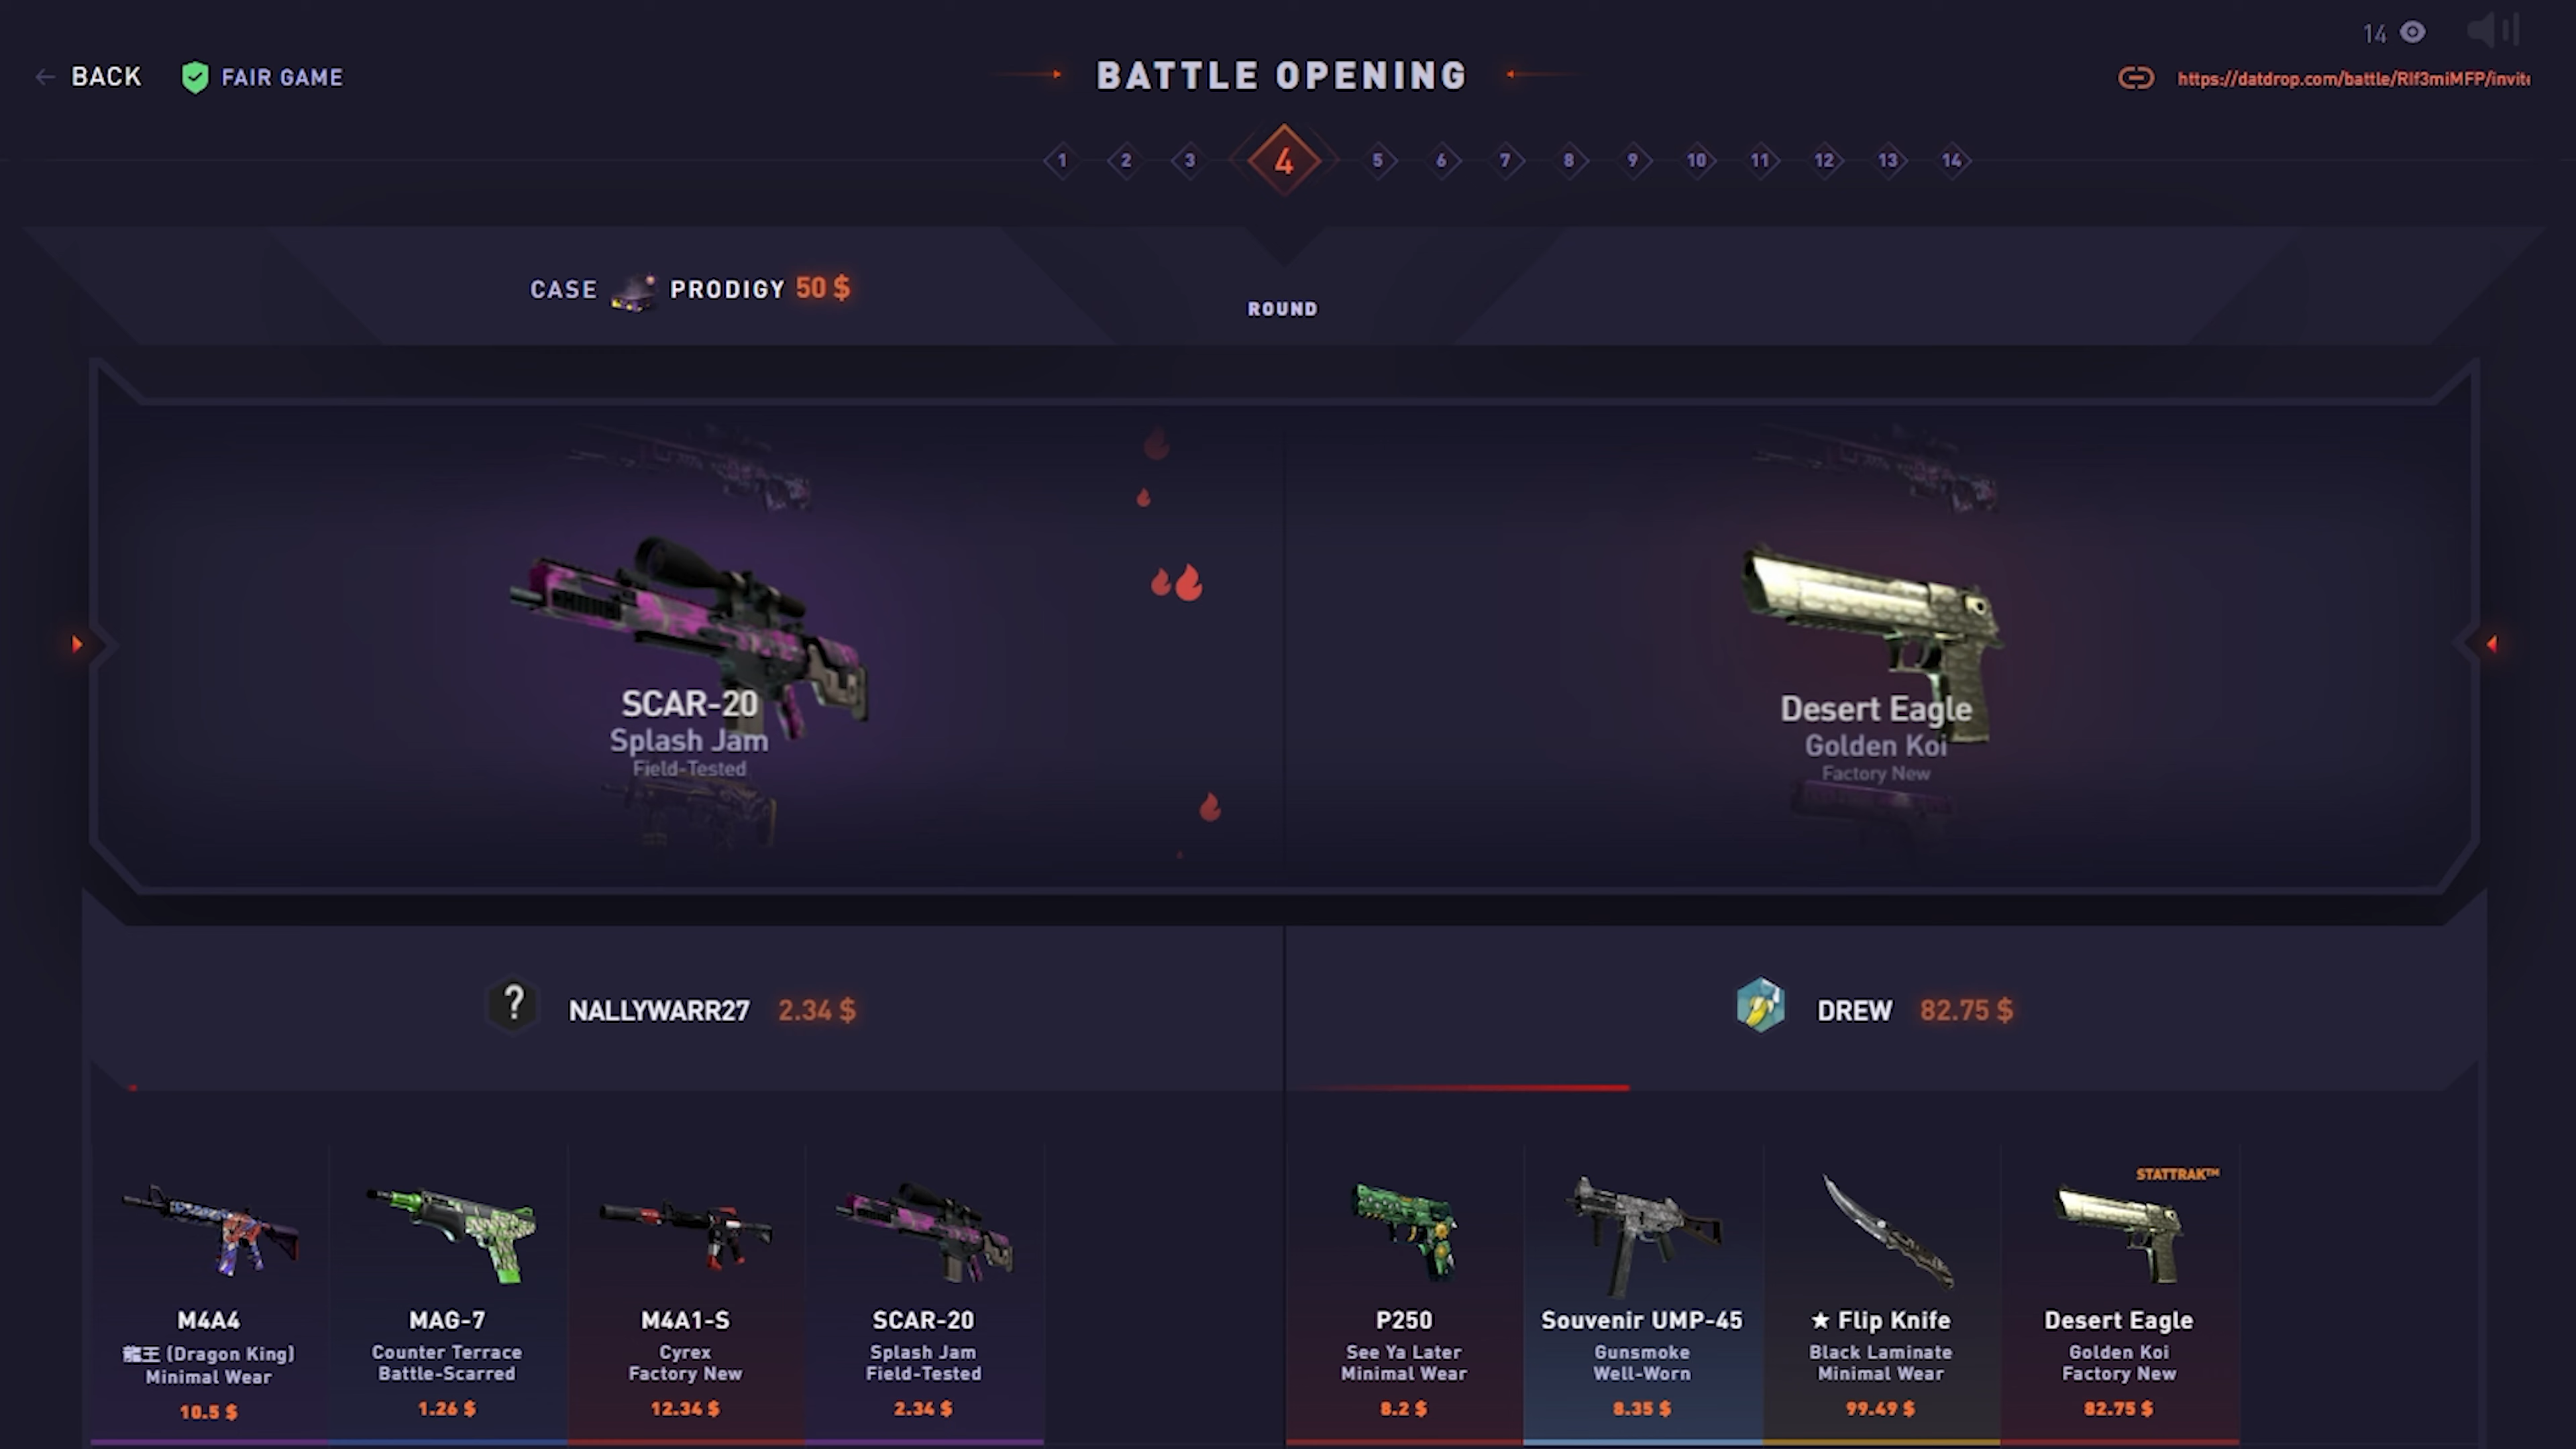 14
BACK
FAIR GAME
BATTLE OPENING
https://datdrop.com/battle/RIf3miMFP/invite
1 2 3 4 5 6 7 8 9 10 11 12 13 14
CASE PRODIGY 50 $
ROUND
SCAR-20
Splash Jam
Field-Tested
Desert Eagle
Golden Koi
Factory New
? NALLYWARR27 2.34 $
DREW 82.75 $
M4A4
龍王 (Dragon King)
Minimal Wear
10.5 $
MAG-7
Counter Terrace
Battle-Scarred
1.26 $
M4A1-S
Cyrex
Factory New
12.34 $
SCAR-20
Splash Jam
Field-Tested
2.34 $
P250
See Ya Later
Minimal Wear
8.2 $
Souvenir UMP-45
Gunsmoke
Well-Worn
8.35 $
★ Flip Knife
Black Laminate
Minimal Wear
99.49 $
STATTRAK™
Desert Eagle
Golden Koi
Factory New
82.75 $